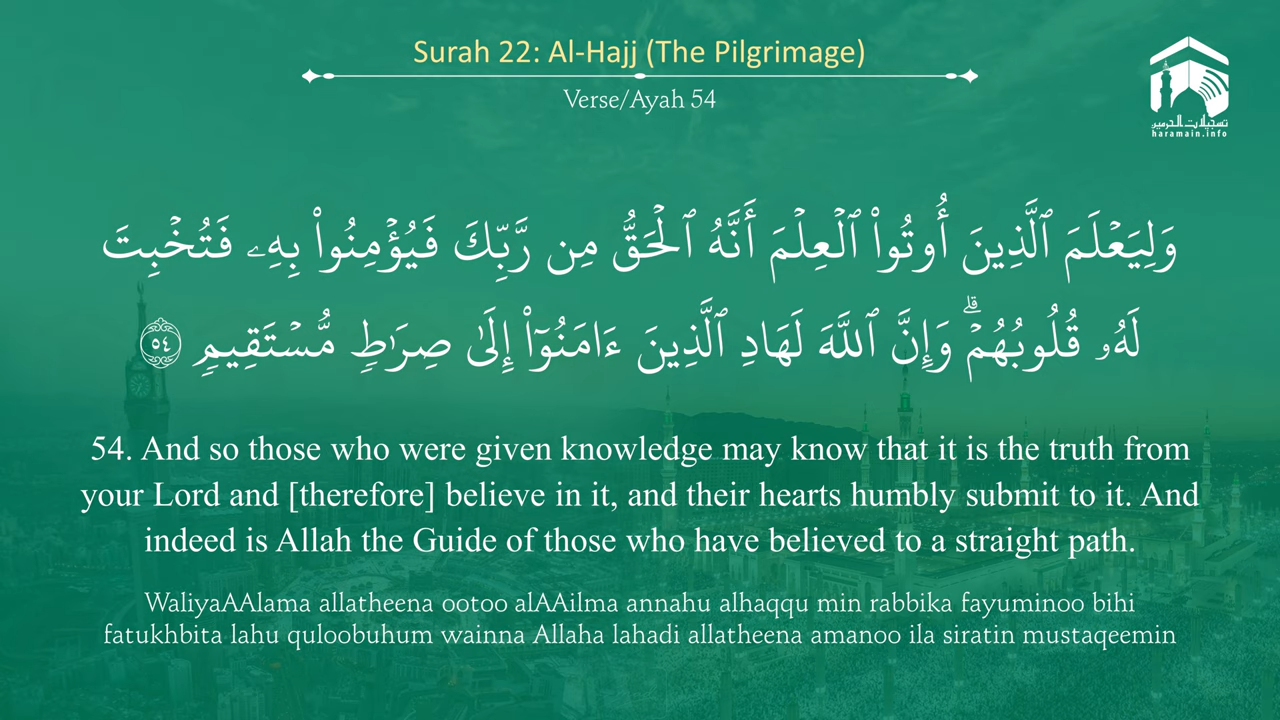 Surah 22: Al-Hajj (The Pilgrimage)
Verse/Ayah 54
تسجيلات الحرمين
haramain.info
وَلِيَعۡلَمَ ٱلَّذِينَ أُوتُواْ ٱلۡعِلۡمَ أَنَّهُ ٱلۡحَقُّ مِن رَّبِّكَ فَيُؤۡمِنُواْ بِهِۦ فَتُخۡبِتَ
لَهُۥ قُلُوبُهُمۡۗ وَإِنَّ ٱللَّهَ لَهَادِ ٱلَّذِينَ ءَامَنُوٓاْ إِلَىٰ صِرَٰطٖ مُّسۡتَقِيمٖ ٥٤
54. And so those who were given knowledge may know that it is the truth from
your Lord and [therefore] believe in it, and their hearts humbly submit to it. And
indeed is Allah the Guide of those who have believed to a straight path.
WaliyaAAlama allatheena ootoo alAAilma annahu alhaqqu min rabbika fayuminoo bihi
fatukhbita lahu quloobuhum wainna Allaha lahadi allatheena amanoo ila siratin mustaqeemin